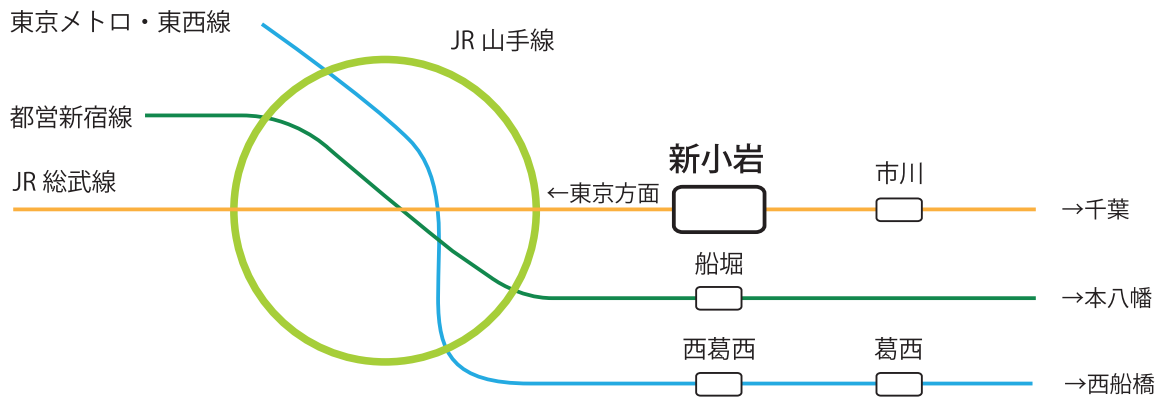 東京メトロ・東西線
JR 山手線
都営新宿線
JR 総武線
←東京方面
新小岩
市川
→千葉
船堀
→本八幡
西葛西
葛西
→西船橋